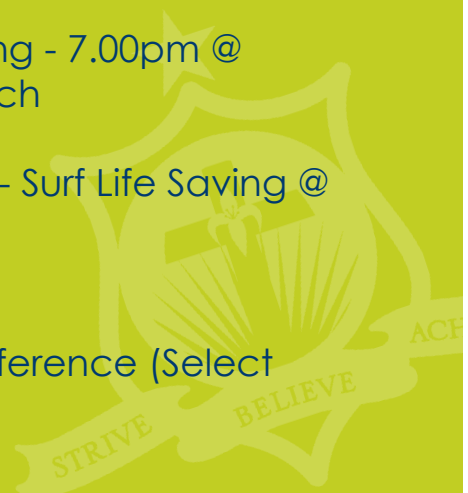 ng - 7.00pm @
ch
- Surf Life Saving @
ference (Select
STRIVE BELIEVE ACH